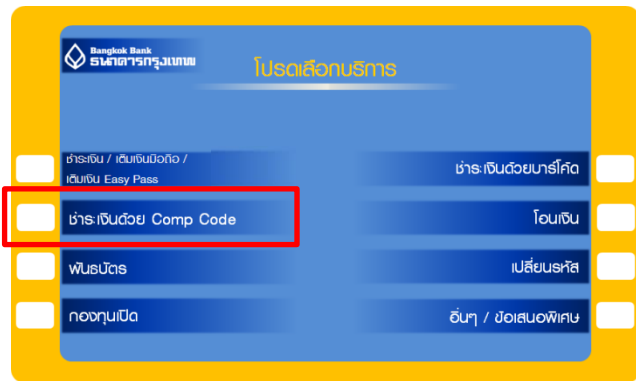 Bangkok Bank
ธนาคารกรุงเทพ
โปรดเลือกบริการ
ชำระเงิน / เติมเงินมือถือ /
เติมเงิน Easy Pass
ชำระเงินด้วยบาร์โค้ด
ชำระเงินด้วย Comp Code
โอนเงิน
พันธบัตร
เปลี่ยนรหัส
กองทุนเปิด
อื่นๆ / ข้อเสนอพิเศษ